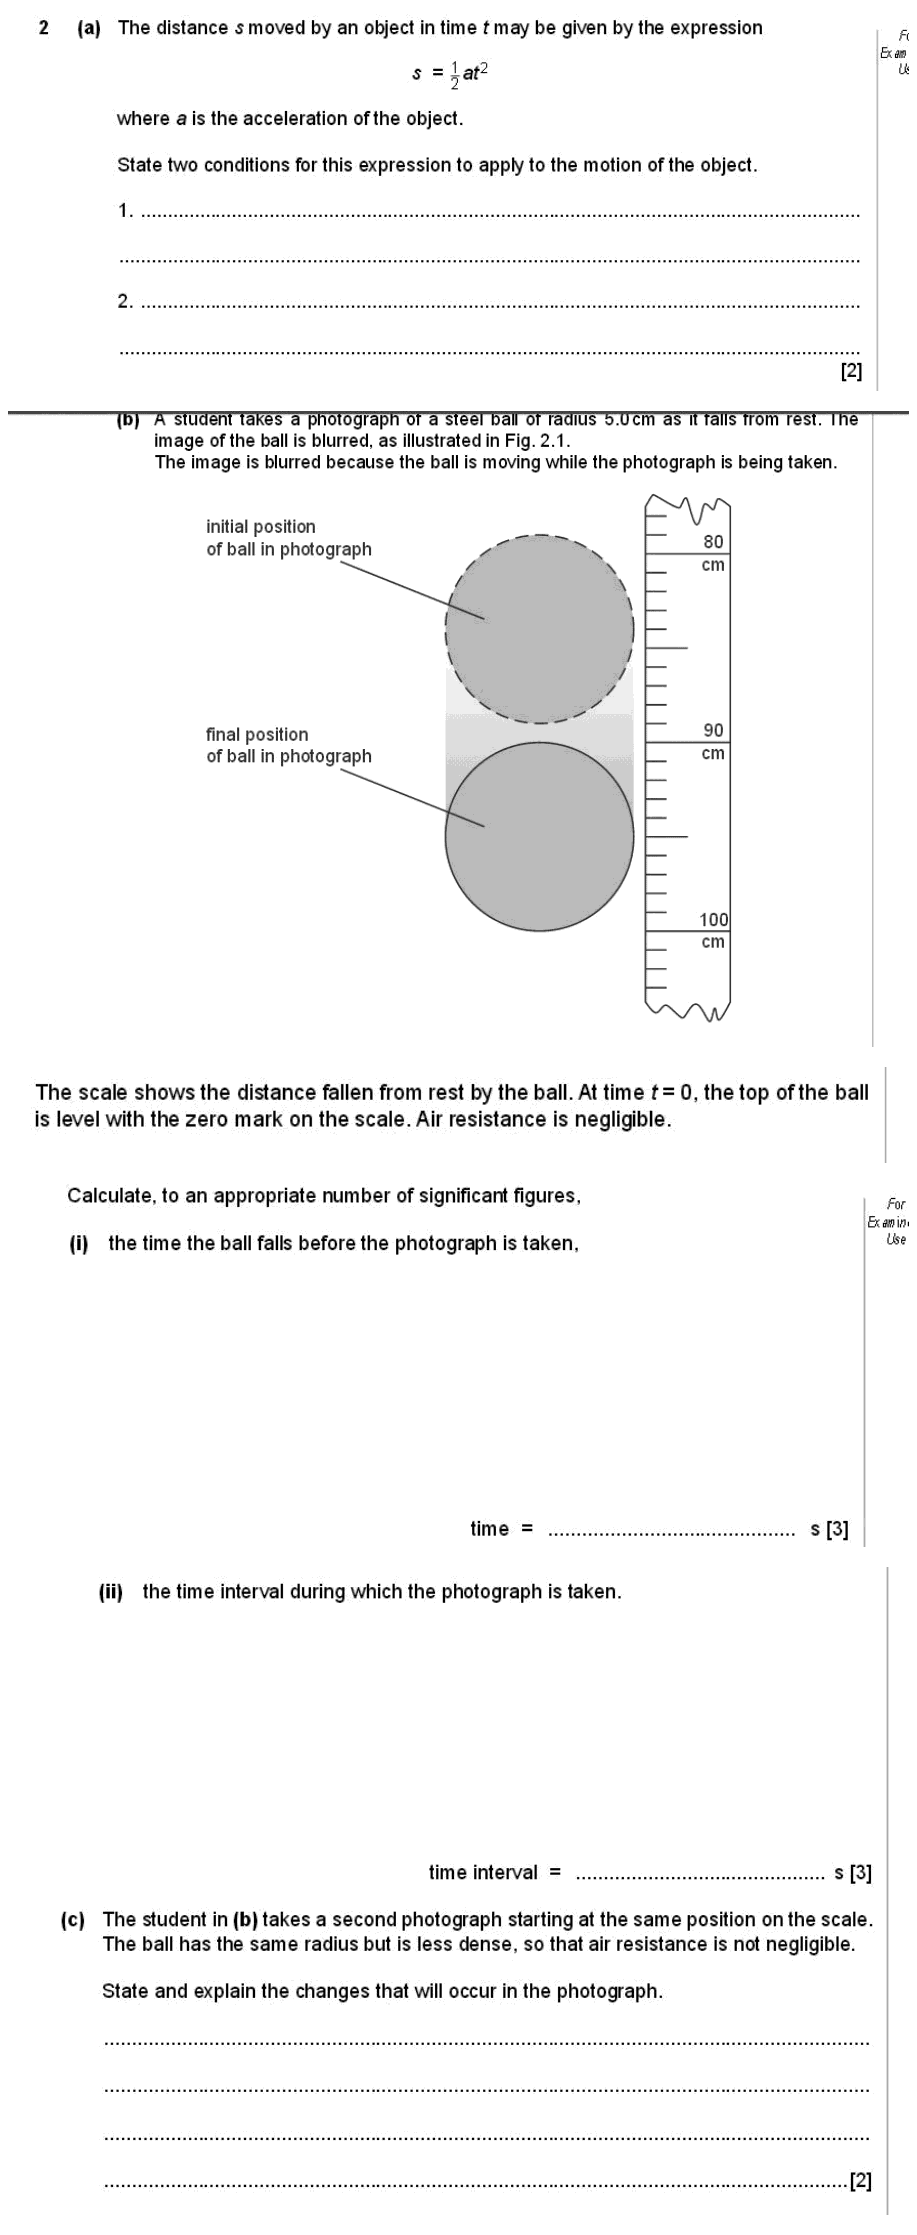 2 (a) The distance s moved by an object in time t may be given by the expression
s = 1/2 at²
where a is the acceleration of the object.
State two conditions for this expression to apply to the motion of the object.
1. ........................................................................
........................................................................
2. ........................................................................
........................................................................
[2]
Us
(b) A student takes a photograph of a steel ball of radius 5.0 cm as it falls from rest. The
image of the ball is blurred, as illustrated in Fig. 2.1.
The image is blurred because the ball is moving while the photograph is being taken.
initial position
of ball in photograph
80
cm
final position
of ball in photograph
90
cm
100
cm
The scale shows the distance fallen from rest by the ball. At time t = 0, the top of the ball
is level with the zero mark on the scale. Air resistance is negligible.
Calculate, to an appropriate number of significant figures,
For
Examin
Use
(i) the time the ball falls before the photograph is taken,
time = ............................................ s [3]
(ii) the time interval during which the photograph is taken.
time interval = ............................................ s [3]
(c) The student in (b) takes a second photograph starting at the same position on the scale.
The ball has the same radius but is less dense, so that air resistance is not negligible.
State and explain the changes that will occur in the photograph.
........................................................................
........................................................................
........................................................................
........................................................................[2]